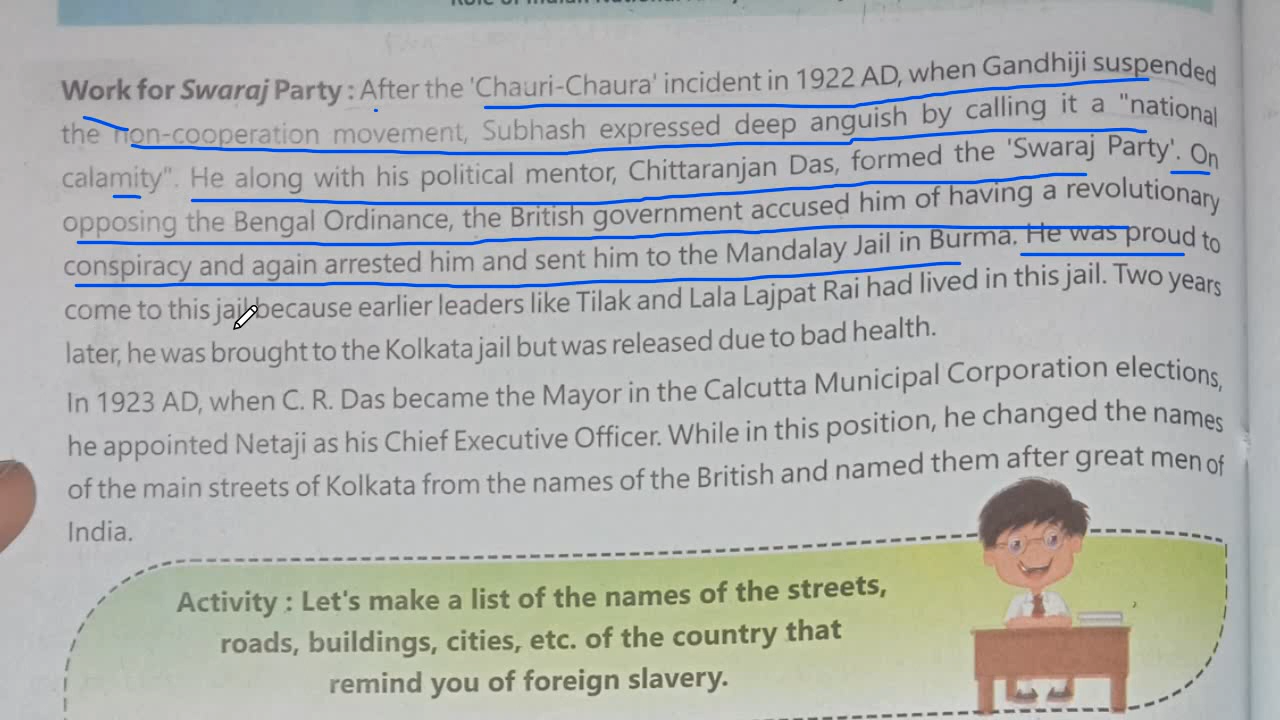 Work for Swaraj Party : After the 'Chauri-Chaura' incident in 1922 AD, when Gandhiji suspended
the non-cooperation movement, Subhash expressed deep anguish by calling it a "national
calamity". He along with his political mentor, Chittaranjan Das, formed the 'Swaraj Party'. On
opposing the Bengal Ordinance, the British government accused him of having a revolutionary
conspiracy and again arrested him and sent him to the Mandalay Jail in Burma. He was proud to
come to this jail because earlier leaders like Tilak and Lala Lajpat Rai had lived in this jail. Two years
later, he was brought to the Kolkata jail but was released due to bad health.
In 1923 AD, when C. R. Das became the Mayor in the Calcutta Municipal Corporation elections,
he appointed Netaji as his Chief Executive Officer. While in this position, he changed the names
of the main streets of Kolkata from the names of the British and named them after great men of
India.
Activity : Let's make a list of the names of the streets,
roads, buildings, cities, etc. of the country that
remind you of foreign slavery.